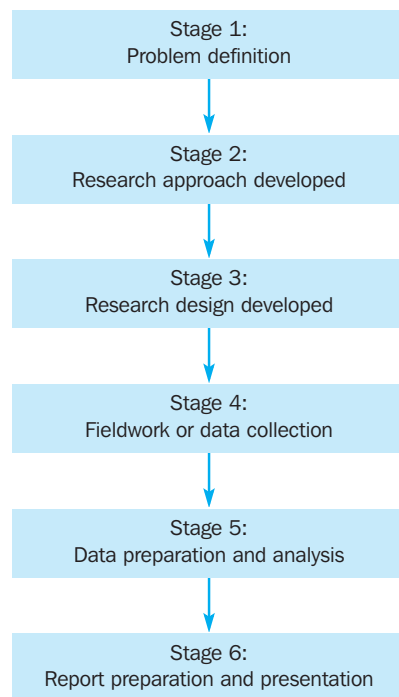 Stage 1:
Problem definition
Stage 2:
Research approach developed
Stage 3:
Research design developed
Stage 4:
Fieldwork or data collection
Stage 5:
Data preparation and analysis
Stage 6:
Report preparation and presentation